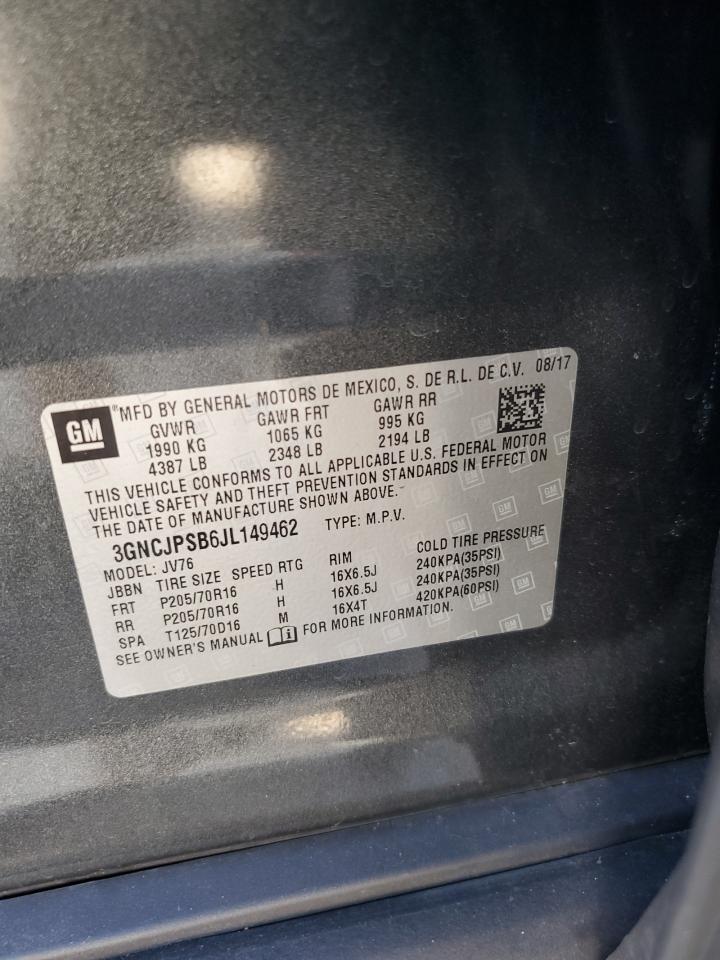 GM
MFD BY GENERAL MOTORS DE MEXICO, S. DE R.L. DE C.V. 08/17
GVWR GAWR FRT GAWR RR
1990 KG 1065 KG 995 KG
4387 LB 2348 LB 2194 LB
THIS VEHICLE CONFORMS TO ALL APPLICABLE U.S. FEDERAL MOTOR
VEHICLE SAFETY AND THEFT PREVENTION STANDARDS IN EFFECT ON
THE DATE OF MANUFACTURE SHOWN ABOVE.
3GNCJPSB6JL149462 TYPE: M.P.V.
MODEL: JV76
JBBN TIRE SIZE SPEED RTG RIM COLD TIRE PRESSURE
FRT P205/70R16 H 16X6.5J 240KPA(35PSI)
RR P205/70R16 H 16X6.5J 240KPA(35PSI)
SPA T125/70D16 M 16X4T 420KPA(60PSI)
SEE OWNER'S MANUAL FOR MORE INFORMATION.